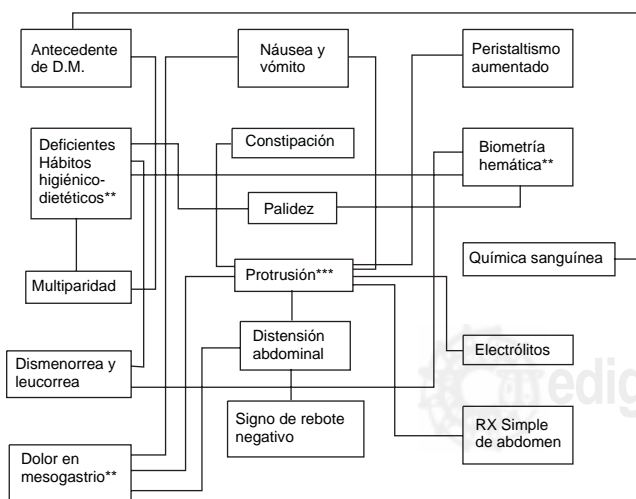 Antecedente
de D.M.
Náusea y
vómito
Peristaltismo
aumentado
Deficientes
Hábitos
higiénico-
dietéticos**
Constipación
Biometría
hemática**
Palidez
Multiparidad
Protrusión***
Química sanguínea
Distensión
abdominal
Dismenorrea y
leucorrea
Electrólitos
Signo de rebote
negativo
RX Simple
de abdomen
Dolor en
mesogastrio**
edig